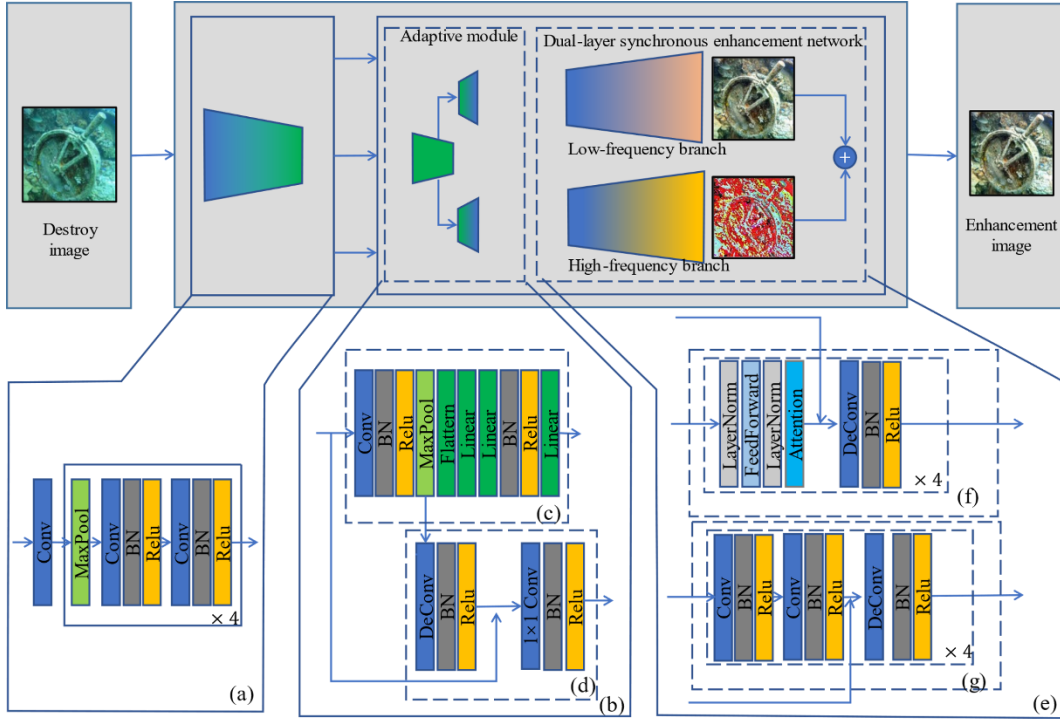 Adaptive module
Dual-layer synchronous enhancement network
Low-frequency branch
High-frequency branch
Destroy
image
Enhancement
image
Conv
MaxPool
Conv
BN
Relu
Conv
BN
Relu
× 4
(a)
Conv
BN
Relu
MaxPool
Flattern
Linear
Linear
BN
Relu
Linear
(c)
DeConv
BN
Relu
1×1 Conv
BN
Relu
(d)
(b)
LayerNorm
FeedForward
LayerNorm
Attention
DeConv
BN
Relu
× 4
(f)
Conv
BN
Relu
Conv
BN
Relu
DeConv
BN
Relu
× 4
(g)
(e)